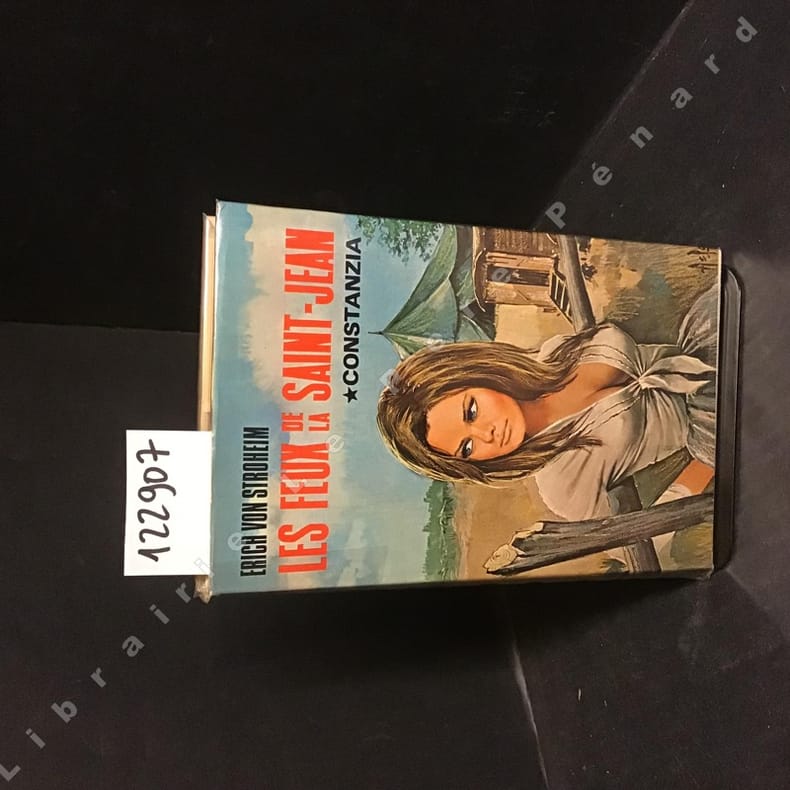 ERICH VON STROHEIM
LES FEUX DE LA SAINT-JEAN
★CONSTANZIA
122907
Librairie Pénard